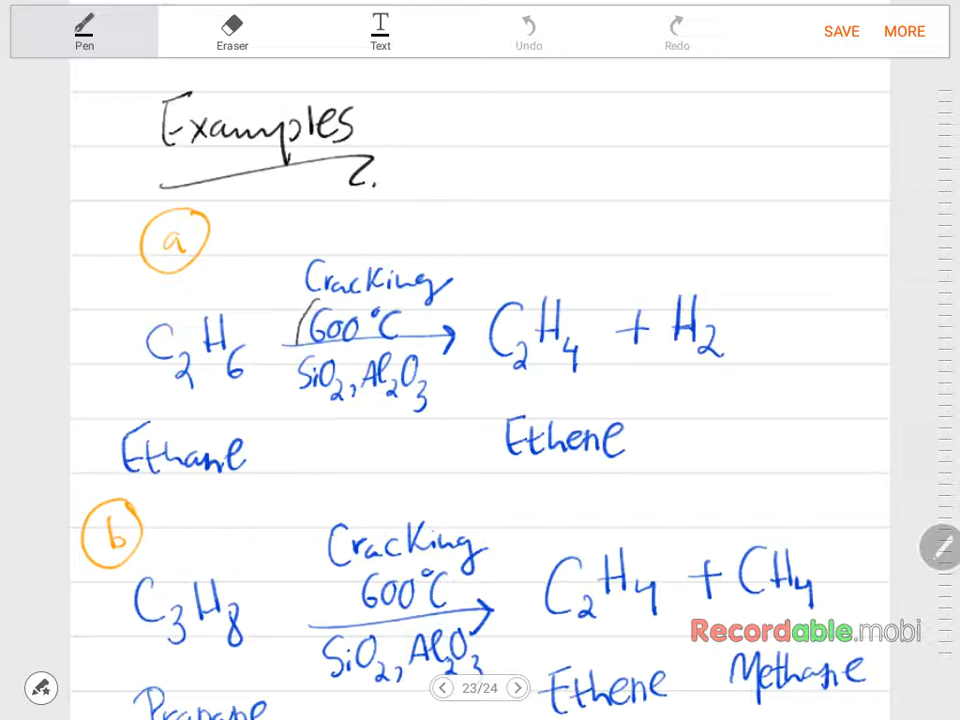 Pen Eraser Text Undo Redo SAVE MORE
Examples
2.
a
Cracking
C₂H₆ 600°C → C₂H₄ + H₂
SiO₂, Al₂O₃
Ethane Ethene
b
Cracking
C₃H₈ 600°C → C₂H₄ + CH₄
SiO₂, Al₂O₃
Recordable.mobi
Propane 23/24 Ethene Methane